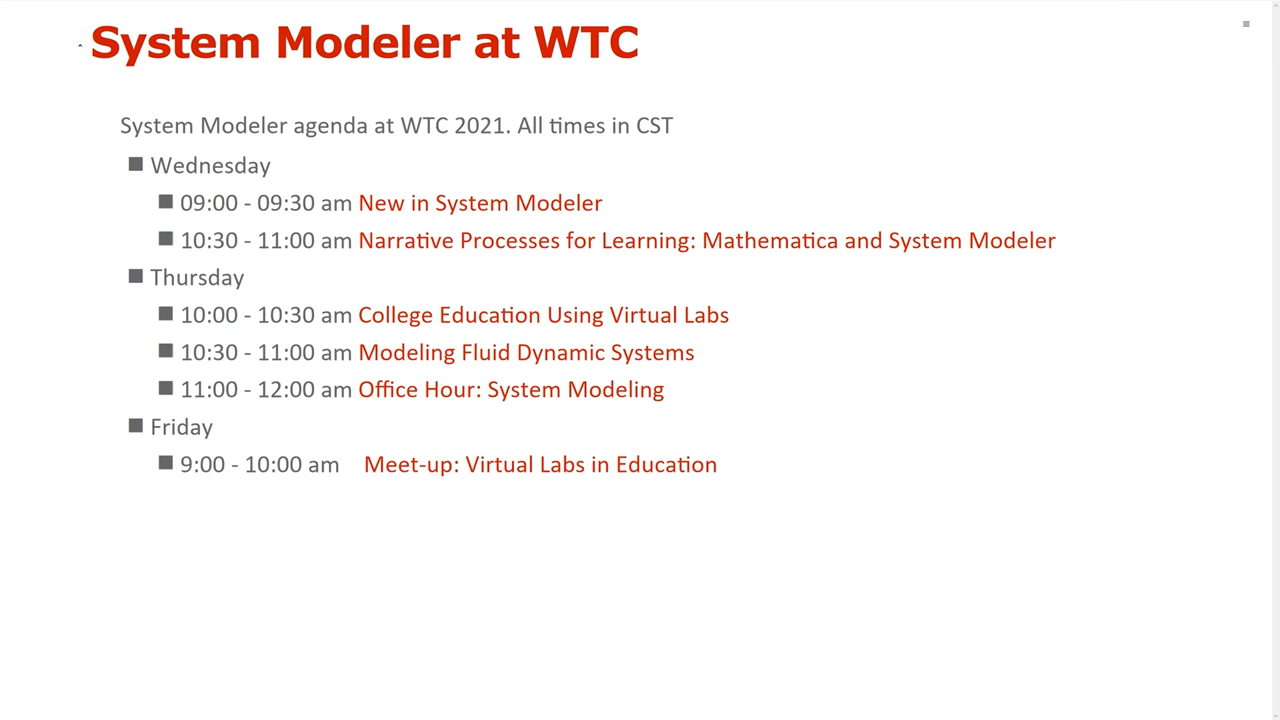 System Modeler at WTC
System Modeler agenda at WTC 2021. All times in CST
Wednesday
09:00 - 09:30 am New in System Modeler
10:30 - 11:00 am Narrative Processes for Learning: Mathematica and System Modeler
Thursday
10:00 - 10:30 am College Education Using Virtual Labs
10:30 - 11:00 am Modeling Fluid Dynamic Systems
11:00 - 12:00 am Office Hour: System Modeling
Friday
9:00 - 10:00 am Meet-up: Virtual Labs in Education